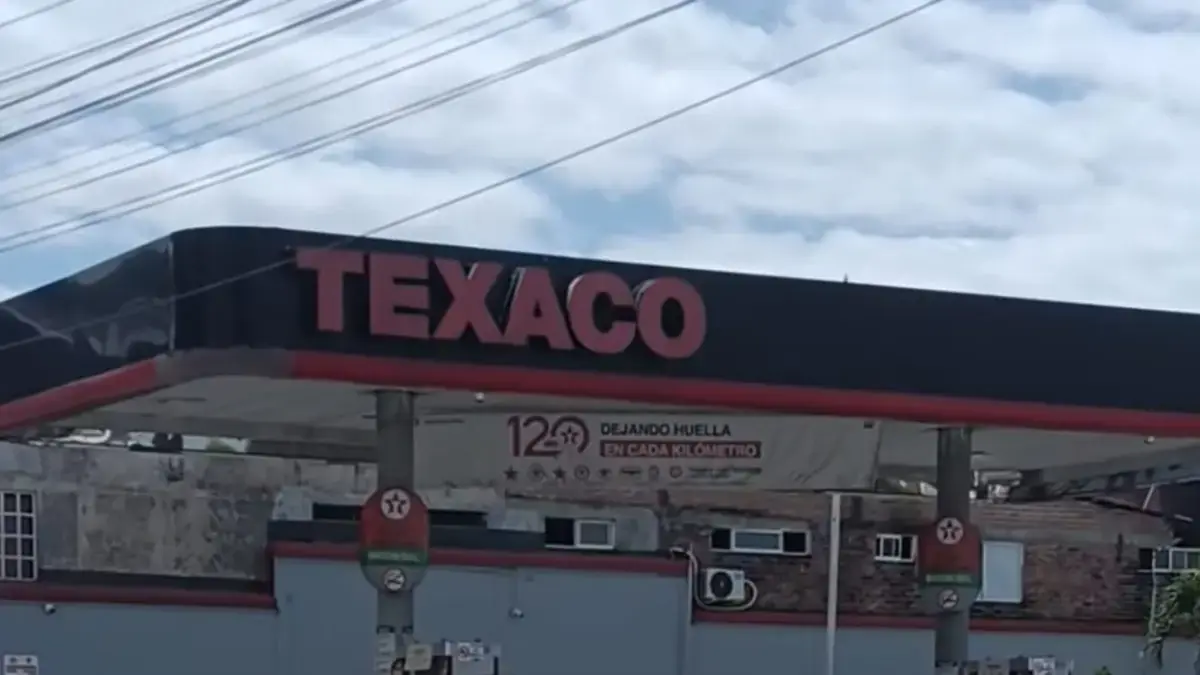 TEXACO
120
DEJANDO HUELLA
EN CADA KILÓMETRO